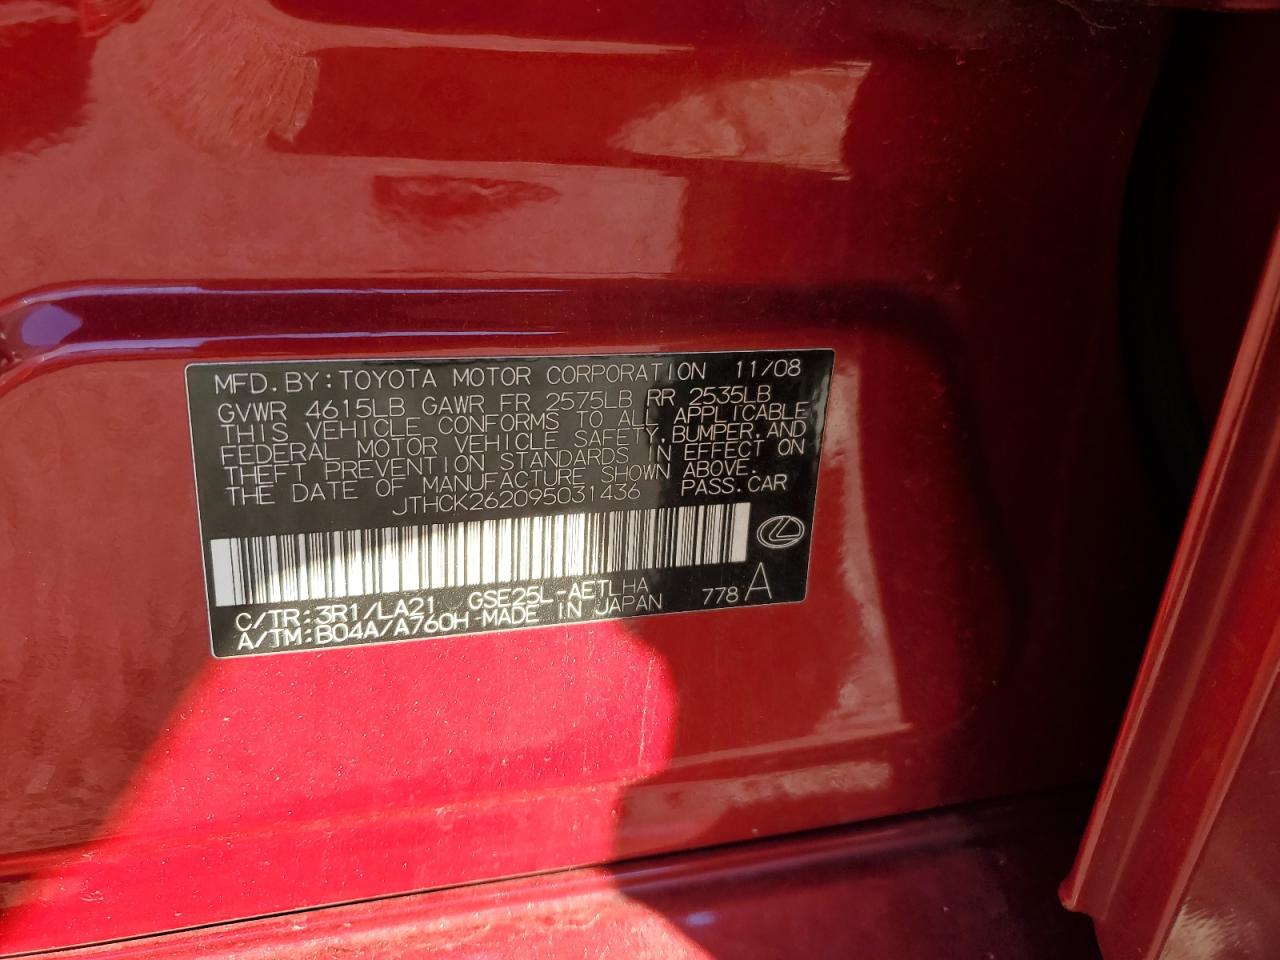 MFD. BY: TOYOTA MOTOR CORPORATION 11/08
GVWR 4615LB GAWR FR 2575LB RR 2535LB
THIS VEHICLE CONFORMS TO ALL APPLICABLE
FEDERAL MOTOR VEHICLE SAFETY, BUMPER, AND
THEFT PREVENTION STANDARDS IN EFFECT ON
THE DATE OF MANUFACTURE SHOWN ABOVE.
JTHCK262095031436 PASS. CAR
C/TR: 3R1/LA21 GSE25L-AETLHA
A/TM: B04A/A760H -MADE IN JAPAN 778 A